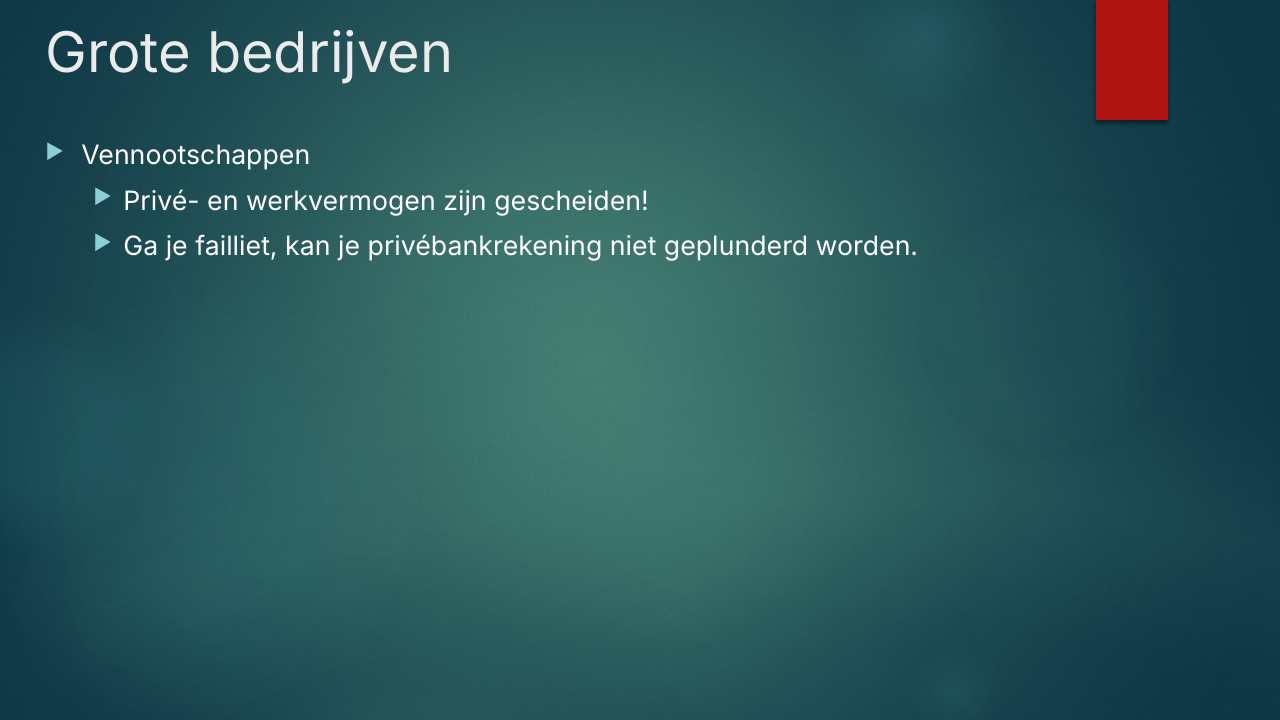 Grote bedrijven
Vennootschappen
Privé- en werkvermogen zijn gescheiden!
Ga je failliet, kan je privébankrekening niet geplunderd worden.